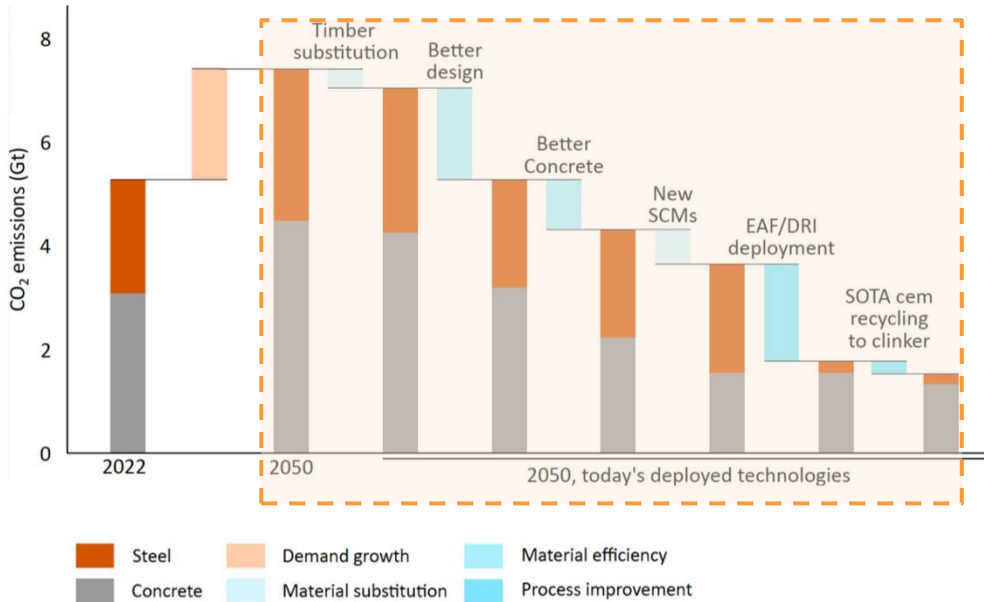 8
6
4
2
0
CO₂ emissions (Gt)
Timber
substitution
Better
design
Better
Concrete
New
SCMs
EAF/DRI
deployment
SOTA cem
recycling
to clinker
2022
2050
2050, today's deployed technologies
Steel
Demand growth
Material efficiency
Concrete
Material substitution
Process improvement